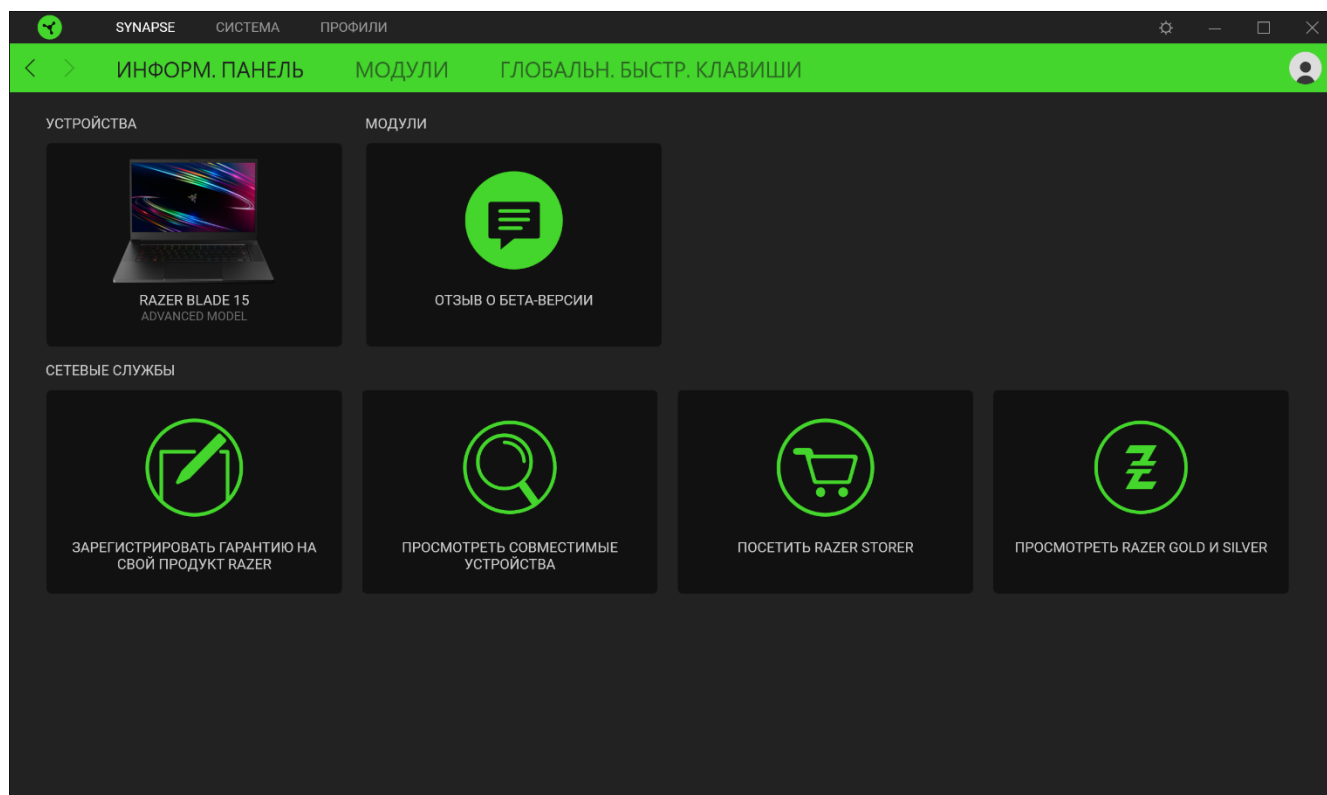 SYNAPSE СИСТЕМА ПРОФИЛИ
ИНФОРМ. ПАНЕЛЬ МОДУЛИ ГЛОБАЛЬН. БЫСТР. КЛАВИШИ
УСТРОЙСТВА МОДУЛИ
RAZER BLADE 15
ADVANCED MODEL
ОТЗЫВ О БЕТА-ВЕРСИИ
СЕТЕВЫЕ СЛУЖБЫ
ЗАРЕГИСТРИРОВАТЬ ГАРАНТИЮ НА
СВОЙ ПРОДУКТ RAZER
ПРОСМОТРЕТЬ СОВМЕСТИМЫЕ
УСТРОЙСТВА
ПОСЕТИТЬ RAZER STORER
ПРОСМОТРЕТЬ RAZER GOLD И SILVER